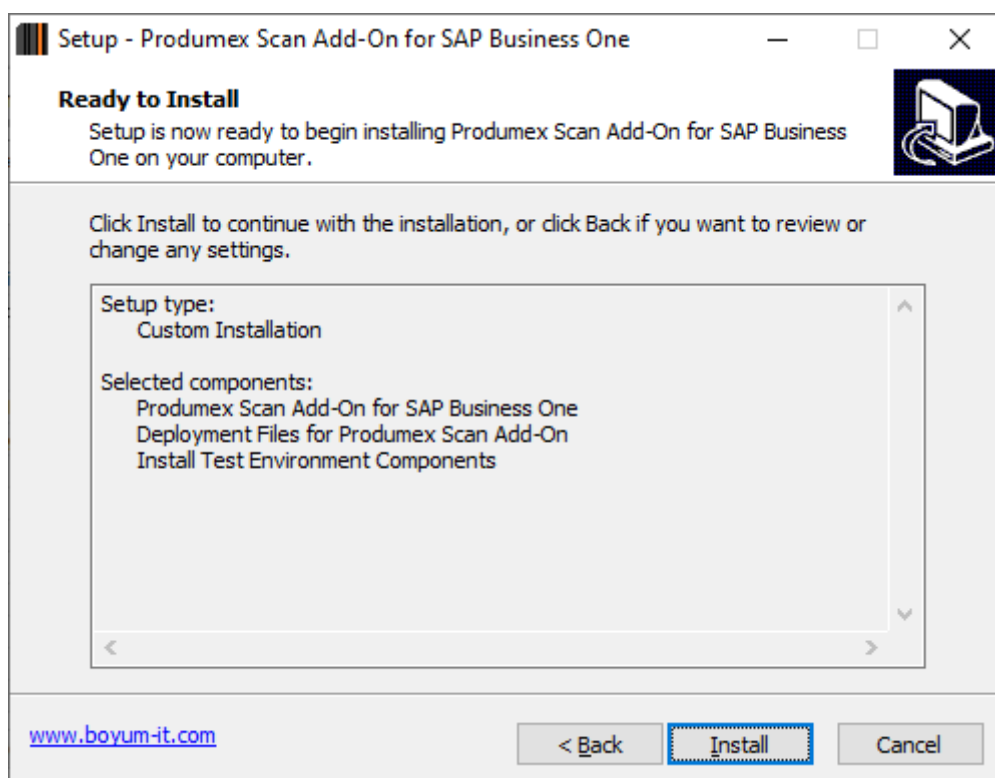 Setup - Produmex Scan Add-On for SAP Business One
Ready to Install
Setup is now ready to begin installing Produmex Scan Add-On for SAP Business
One on your computer.
Click Install to continue with the installation, or click Back if you want to review or
change any settings.
Setup type:
Custom Installation
Selected components:
Produmex Scan Add-On for SAP Business One
Deployment Files for Produmex Scan Add-On
Install Test Environment Components
www.boyum-it.com
< Back
Install
Cancel